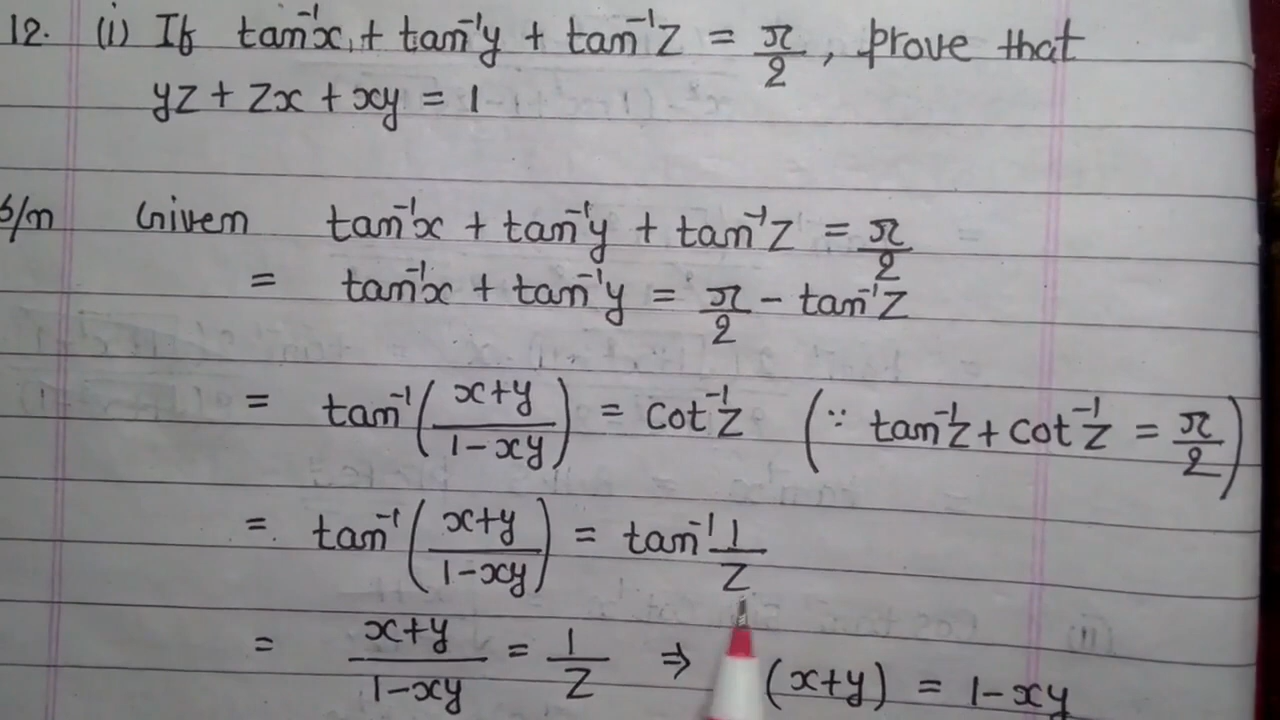 12. (i) If tan⁻¹x + tan⁻¹y + tan⁻¹z = π/2, prove that
yz + zx + xy = 1
s/n Given tan⁻¹x + tan⁻¹y + tan⁻¹z = π/2
= tan⁻¹x + tan⁻¹y = π/2 - tan⁻¹z
= tan⁻¹((x+y)/(1-xy)) = cot⁻¹z (∵ tan⁻¹z + cot⁻¹z = π/2)
= tan⁻¹((x+y)/(1-xy)) = tan⁻¹ 1/z
= (x+y)/(1-xy) = 1/z ⇒ (x+y) = 1-xy